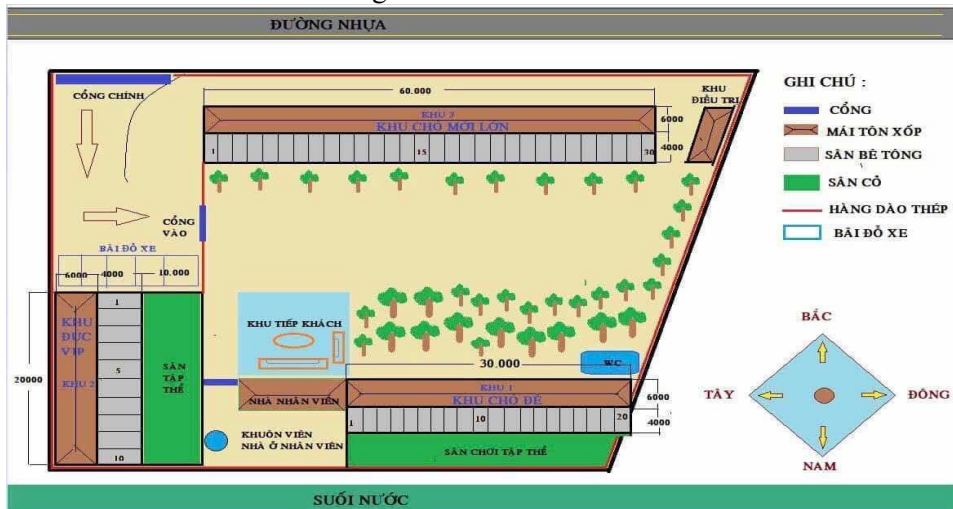 ĐƯỜNG NHỰA
CỔNG CHÍNH
60.000
KHU 3
KHU CHÓ MỚI LỚN
1
15
30
6000
4000
KHU
ĐIỀU TRỊ
CỔNG
VÀO
BÃI ĐỖ XE
6000
4000
10.000
20000
KHU
ĐỰC
VIP
KHU 2
1
5
10
SÂN
TẬP
THỂ
KHU TIẾP KHÁCH
NHÀ NHÂN VIÊN
KHUÔN VIÊN
NHÀ Ở NHÂN VIÊN
WC
30.000
KHU 1
KHU CHÓ ĐẺ
1
10
20
6000
4000
SÂN CHƠI TẬP THỂ
GHI CHÚ :
CỔNG
MÁI TÔN XỐP
SÂN BÊ TÔNG
SÂN CỎ
HÀNG DÀO THÉP
BÃI ĐỖ XE
BẮC
TÂY
ĐÔNG
NAM
SUỐI NƯỚC